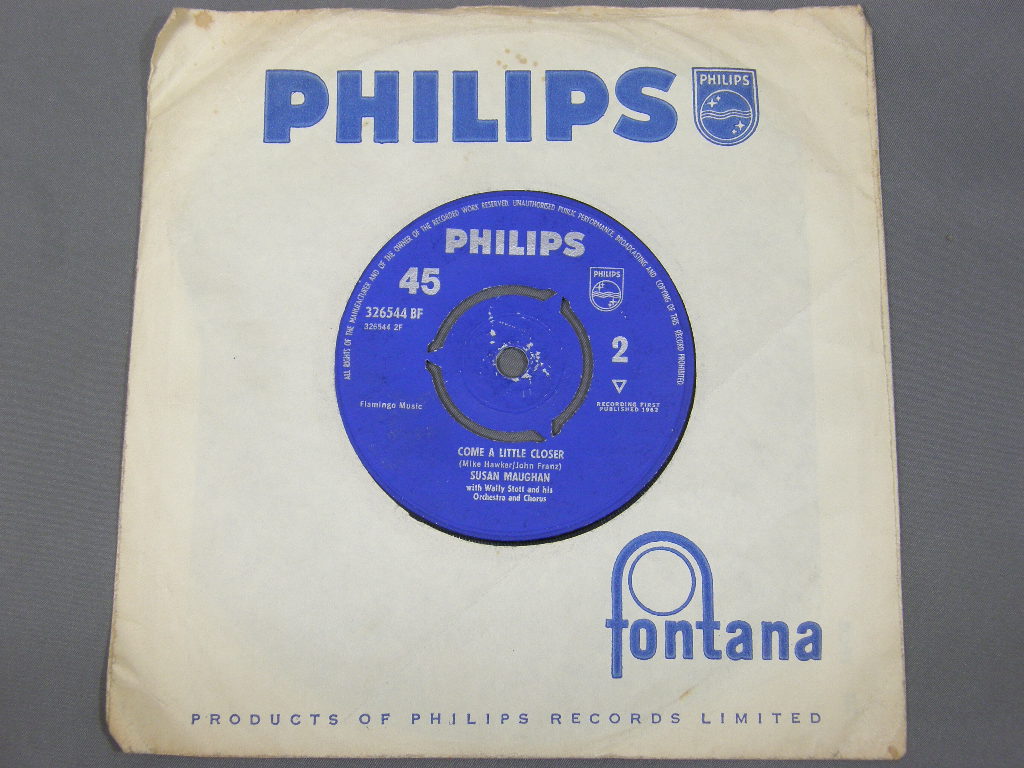 PHILIPS
PHILIPS
ALL RIGHTS OF THE MANUFACTURER AND OF THE OWNER OF THE RECORDED WORK RESERVED. UNAUTHORISED PUBLIC PERFORMANCE, BROADCASTING AND COPYING OF THIS RECORD PROHIBITED
PHILIPS
45
PHILIPS
326544 BF
326544 2F
2
Flamingo Music
RECORDING FIRST
PUBLISHED 1962
COME A LITTLE CLOSER
(Mike Hawker/John Franz)
SUSAN MAUGHAN
with Wally Stott and his
Orchestra and Chorus
fontana
PRODUCTS OF PHILIPS RECORDS LIMITED